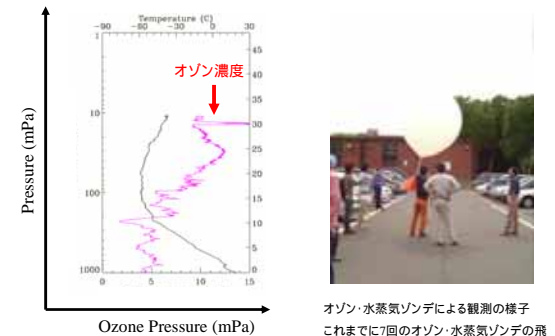 Temperature (C)
-90 -60 -30 0 30
1
45
40
オゾン濃度
35
10
30
25
20
100
15
10
5
1000
0
0 5 10 15
Pressure (mPa)
Ozone Pressure (mPa)
オゾン・水蒸気ゾンデによる観測の様子
これまでに7回のオゾン・水蒸気ゾンデの飛